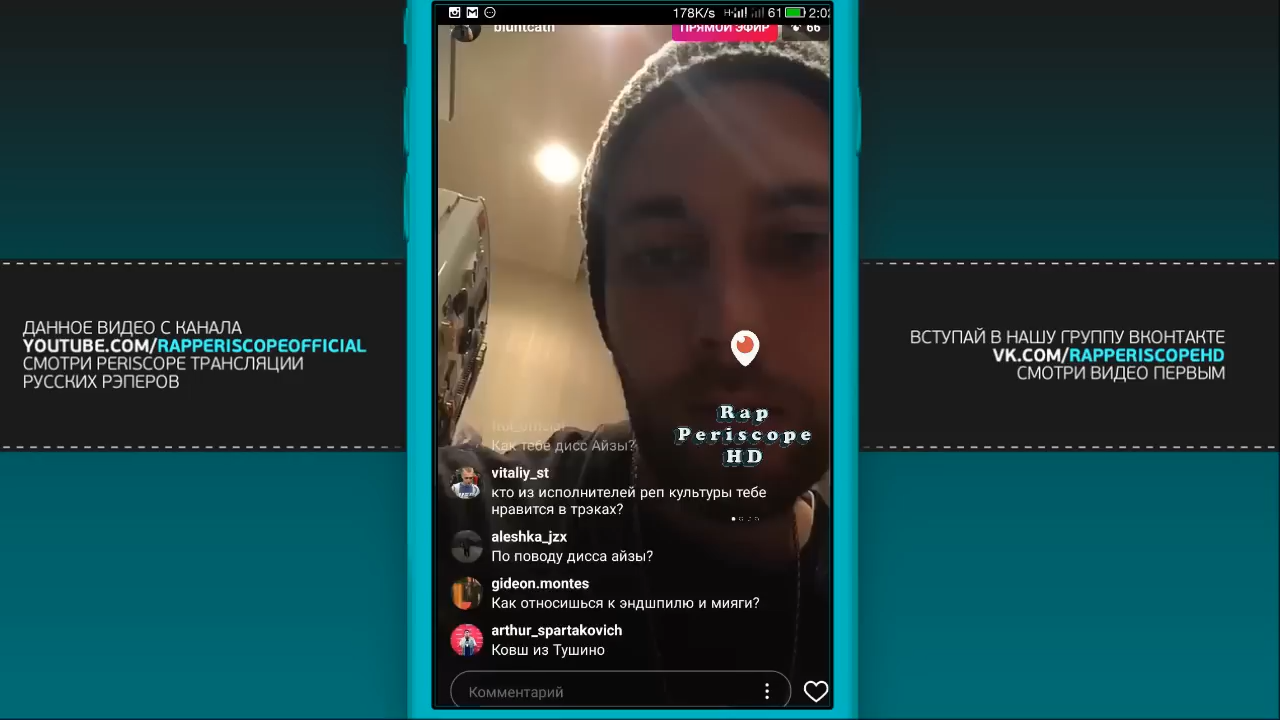 178K/s
61
2:02
bluntcath
ПРЯМОЙ ЭФИР
66
ДАННОЕ ВИДЕО С КАНАЛА
YOUTUBE.COM/RAPPERISCOPEOFFICIAL
СМОТРИ PERISCOPE ТРАНСЛЯЦИИ
РУССКИХ РЭПЕРОВ
Rap
Periscope
HD
Как тебе дисс Айзы?
vitaliy_st
кто из исполнителей реп культуры тебе
нравится в трэках?
aleshka_jzx
По поводу дисса айзы?
gideon.montes
Как относишься к эндшпилю и мияги?
arthur_spartakovich
Ковш из Тушино
Комментарий
ВСТУПАЙ В НАШУ ГРУППУ ВКОНТАКТЕ
VK.COM/RAPPERISCOPEHD
СМОТРИ ВИДЕО ПЕРВЫМ